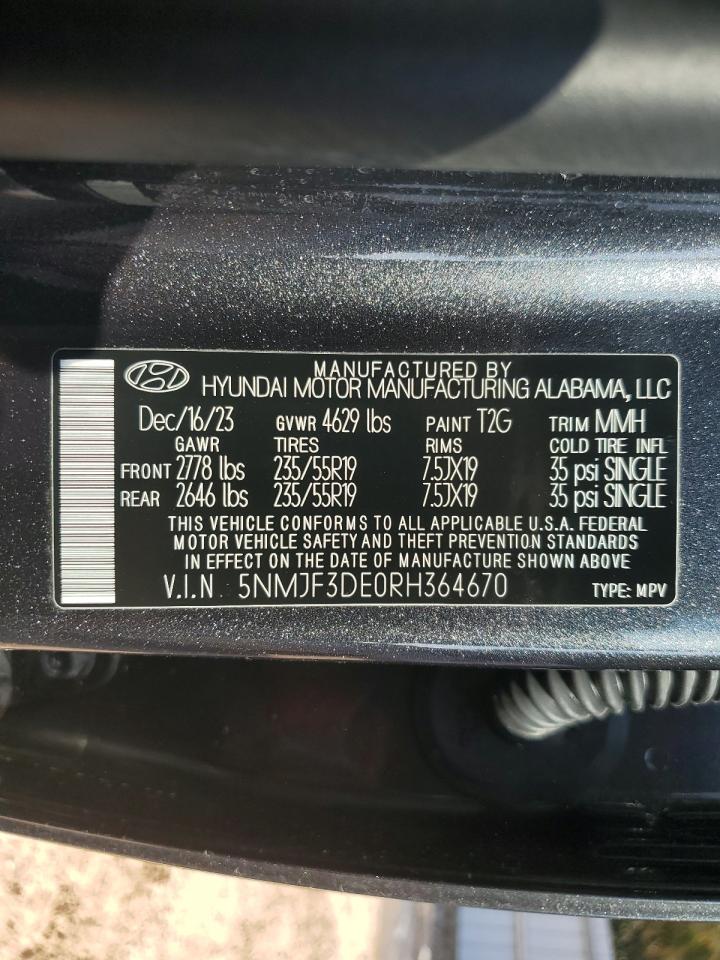 MANUFACTURED BY
HYUNDAI MOTOR MANUFACTURING ALABAMA, LLC
Dec/16/23 GVWR 4629 lbs PAINT T2G TRIM MMH
GAWR TIRES RIMS COLD TIRE INFL
FRONT 2778 lbs 235/55R19 7.5JX19 35 psi SINGLE
REAR 2646 lbs 235/55R19 7.5JX19 35 psi SINGLE
THIS VEHICLE CONFORMS TO ALL APPLICABLE U.S.A. FEDERAL
MOTOR VEHICLE SAFETY AND THEFT PREVENTION STANDARDS
IN EFFECT ON THE DATE OF MANUFACTURE SHOWN ABOVE
V.I.N 5NMJF3DE0RH364670 TYPE: MPV